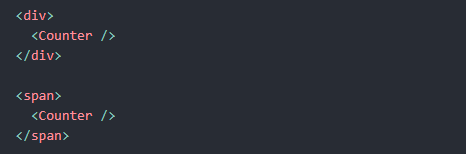 <div>
  <Counter />
</div>

<span>
  <Counter />
</span>